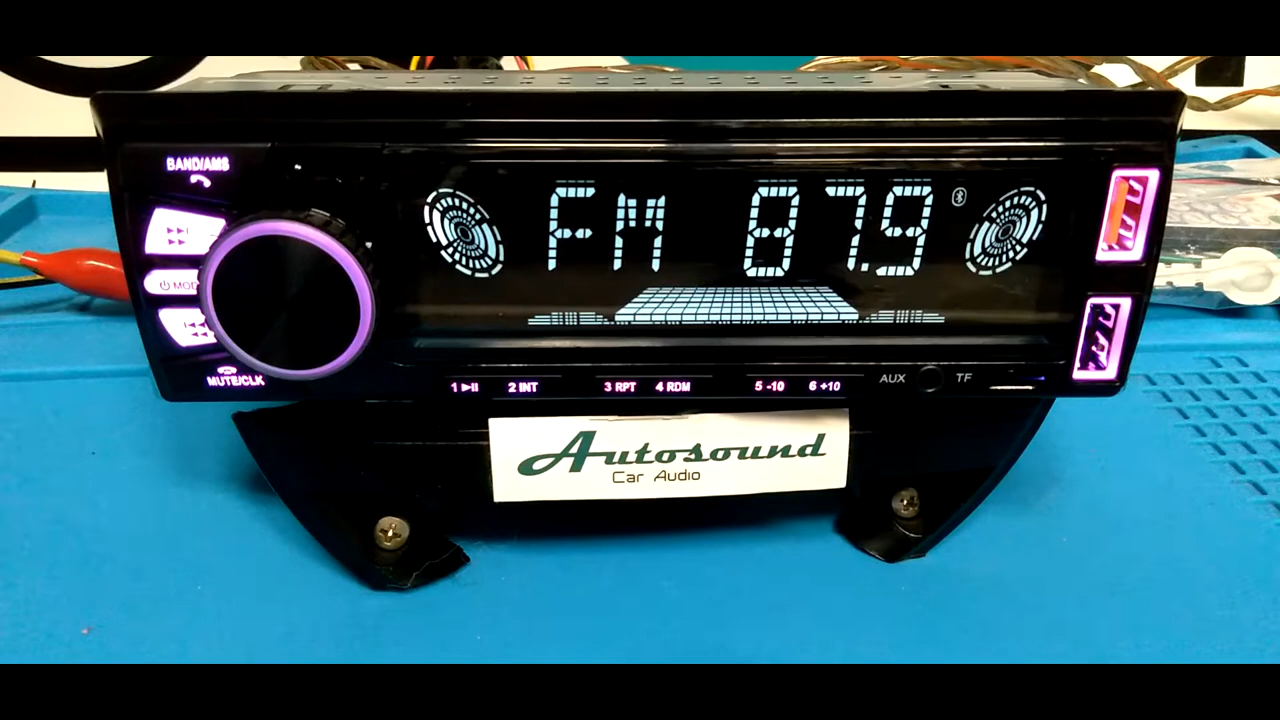 BAND/AMS
FM 87.9
MUTE/CLK
1 2 INT 3 RPT 4 RDM 5 -10 6 +10 AUX TF
Autosound
Car Audio